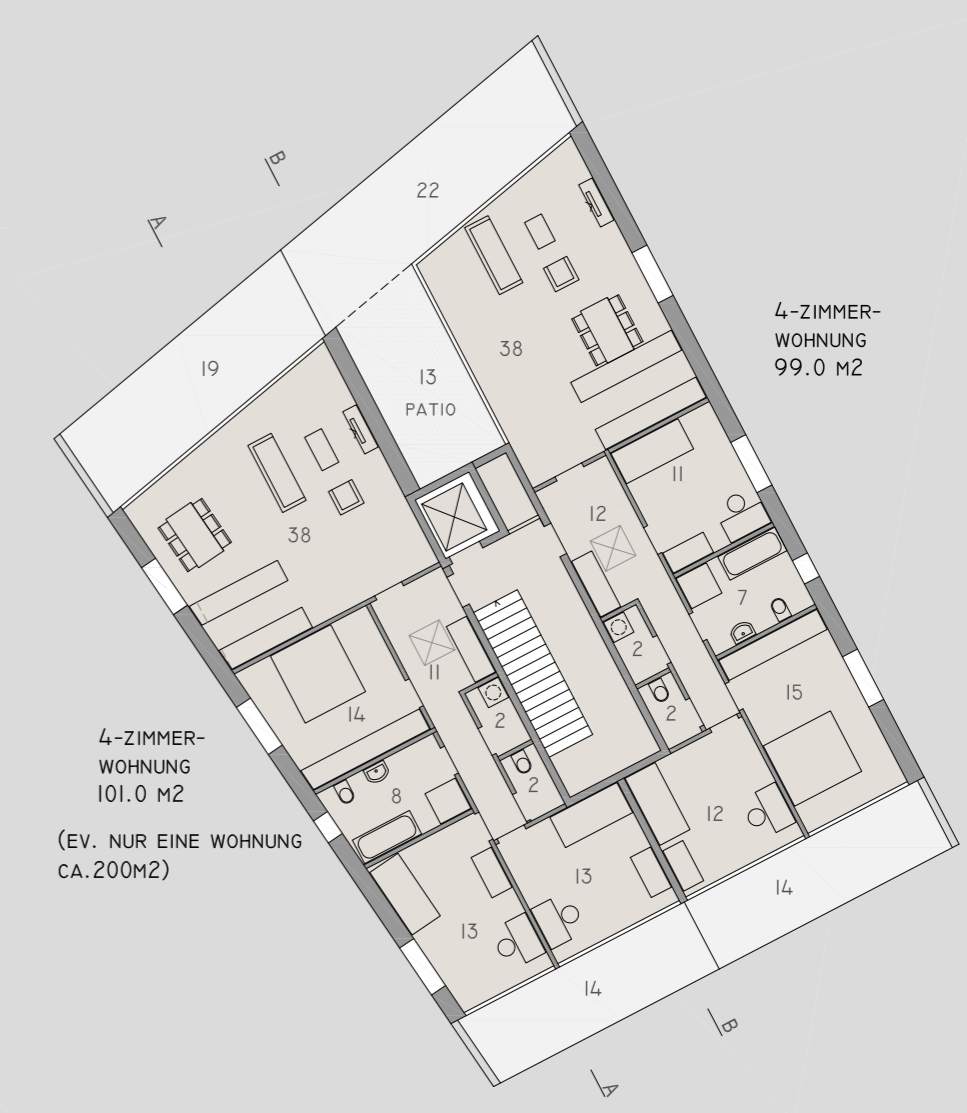 B
A
22
19
38
13
PATIO
38
4-ZIMMER-
WOHNUNG
99.0 M2
11
12
38
7
2
11
15
2
14
2
2
8
12
13
14
13
14
4-ZIMMER-
WOHNUNG
101.0 M2
(EV. NUR EINE WOHNUNG
CA.200M2)
B
A